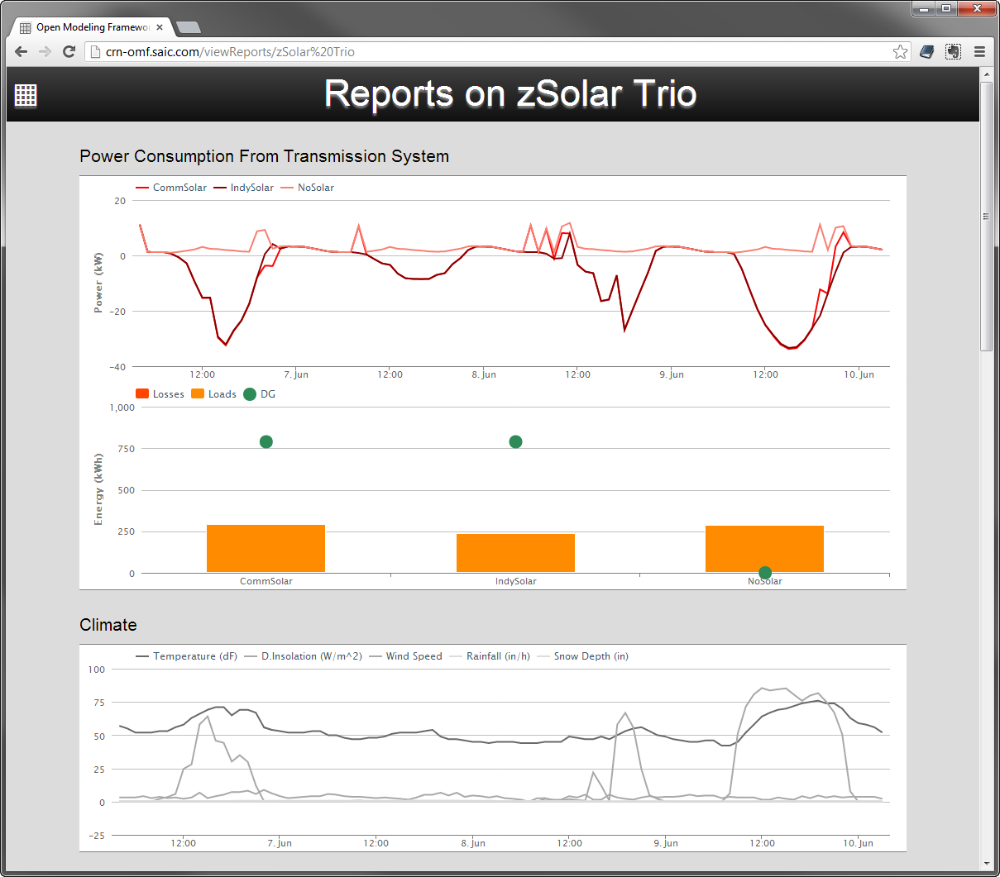 Open Modeling Framewo
crn-omf.saic.com/viewReports/zSolar%20Trio
Reports on zSolar Trio
Power Consumption From Transmission System
CommSolar IndySolar NoSolar
Power (kW)
20
0
-20
-40
12:00 7. Jun 12:00 8. Jun 12:00 9. Jun 12:00 10. Jun
Losses Loads DG
Energy (kWh)
1,000
750
500
250
0
CommSolar IndySolar NoSolar
Climate
Temperature (dF) D.Insolation (W/m^2) Wind Speed Rainfall (in/h) Snow Depth (in)
100
75
50
25
0
-25
12:00 7. Jun 12:00 8. Jun 12:00 9. Jun 12:00 10. Jun